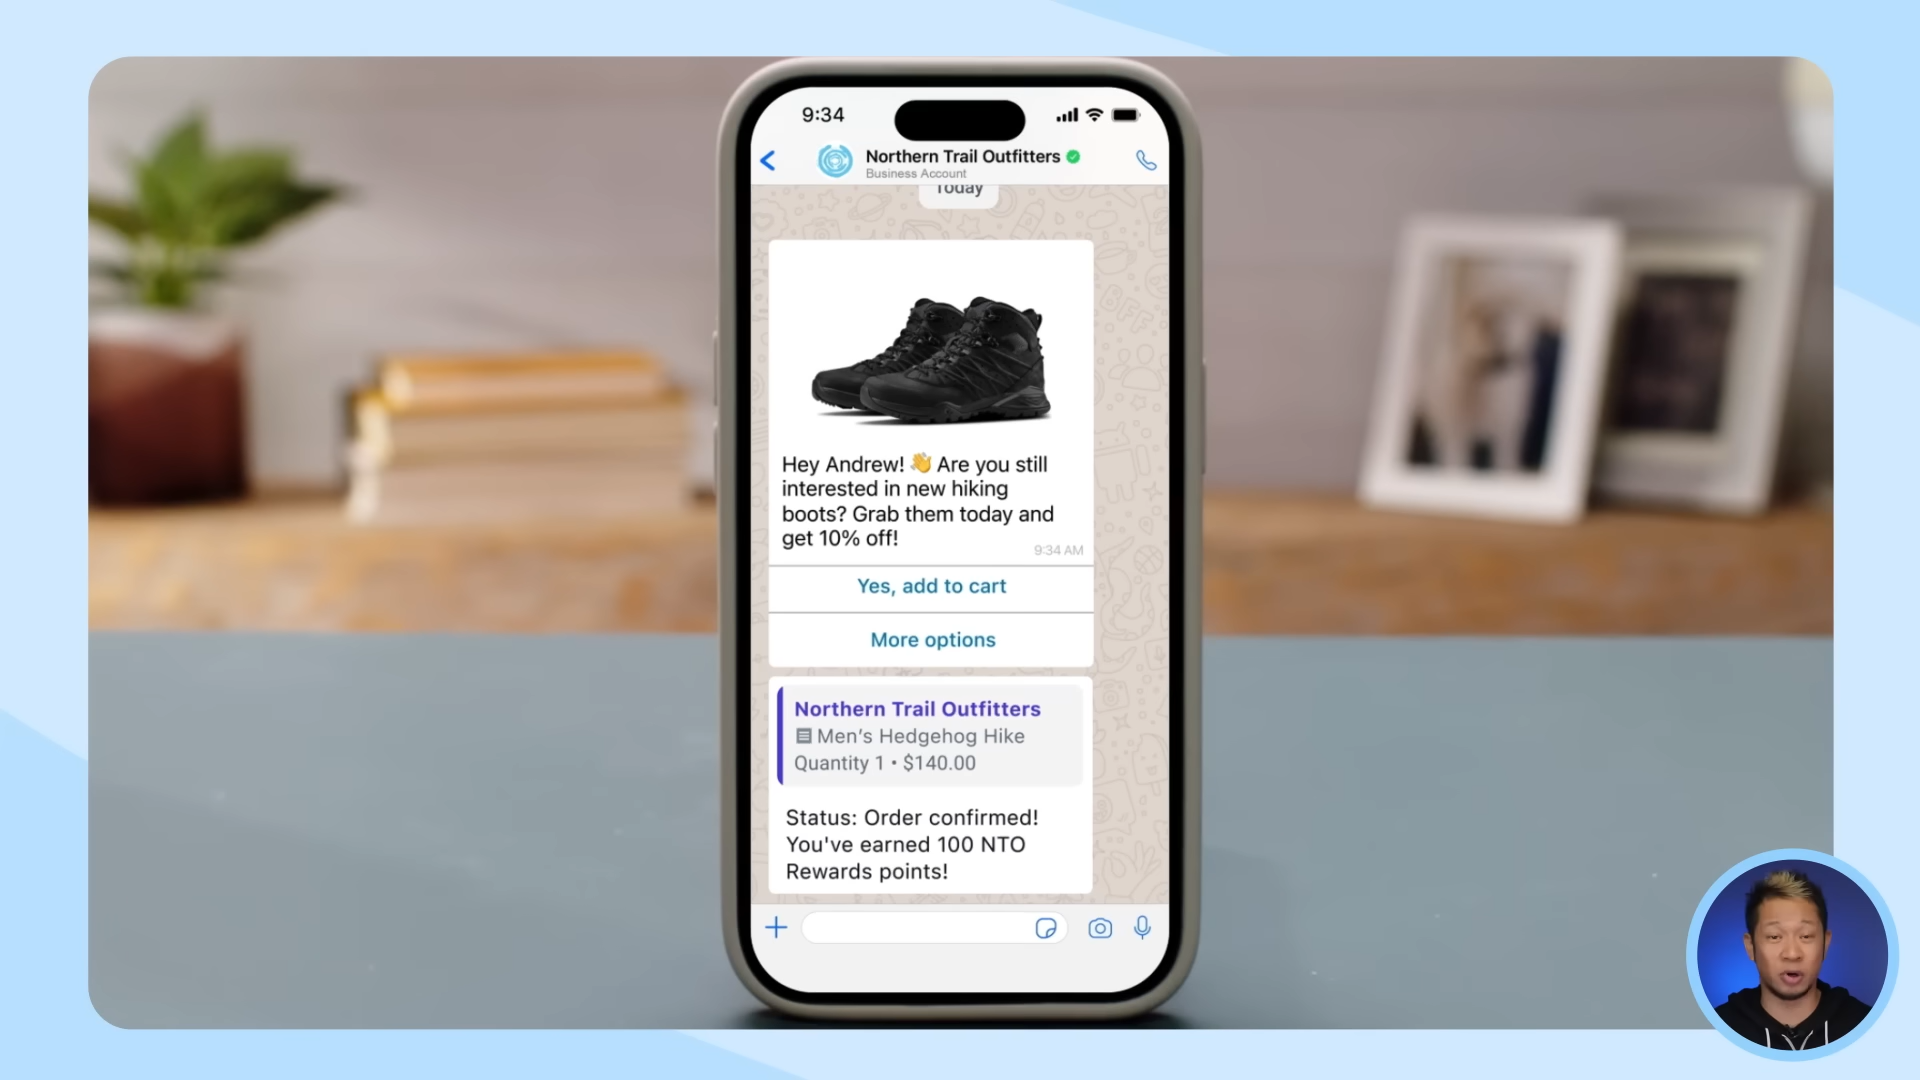 9:34
Northern Trail Outfitters
Business Account
Today
Hey Andrew! 👋 Are you still
interested in new hiking
boots? Grab them today and
get 10% off!
9:34 AM
Yes, add to cart
More options
Northern Trail Outfitters
Men's Hedgehog Hike
Quantity 1 • $140.00
Status: Order confirmed!
You've earned 100 NTO
Rewards points!